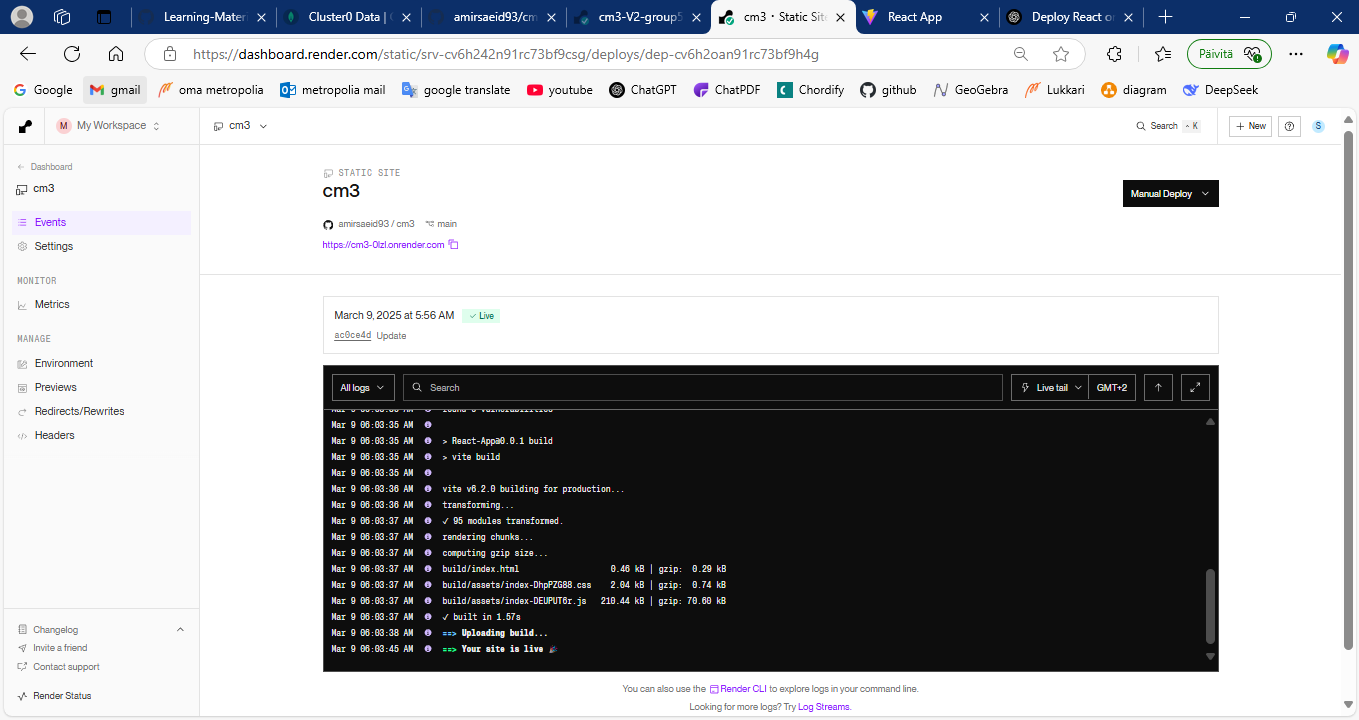 Learning-Mater
Cluster0 Data | C
amirsaeid93/cm
cm3-V2-group5
cm3 · Static Site
React App
Deploy React on
https://dashboard.render.com/static/srv-cv6h242n91rc73bf9csg/deploys/dep-cv6h2oan91rc73bf9h4g
Päivitä
Google
gmail
oma metropolia
metropolia mail
google translate
youtube
ChatGPT
ChatPDF
Chordify
github
GeoGebra
Lukkari
diagram
DeepSeek
M My Workspace
cm3
Search
K
+ New
S
← Dashboard
cm3
Events
Settings
MONITOR
Metrics
MANAGE
Environment
Previews
Redirects/Rewrites
Headers
Changelog
Invite a friend
Contact support
Render Status
STATIC SITE
cm3
Manual Deploy
amirsaeid93 / cm3 main
https://cm3-0lzl.onrender.com
March 9, 2025 at 5:56 AM ✓ Live
ac0ce4d Update
All logs
Search
Live tail
GMT+2
Mar 9 06:03:35 AM
Mar 9 06:03:35 AM > React-App@0.0.1 build
Mar 9 06:03:35 AM > vite build
Mar 9 06:03:35 AM
Mar 9 06:03:36 AM vite v6.2.0 building for production...
Mar 9 06:03:36 AM transforming...
Mar 9 06:03:37 AM ✓ 95 modules transformed.
Mar 9 06:03:37 AM rendering chunks...
Mar 9 06:03:37 AM computing gzip size...
Mar 9 06:03:37 AM build/index.html 0.46 kB | gzip: 0.29 kB
Mar 9 06:03:37 AM build/assets/index-DhpPZG88.css 2.04 kB | gzip: 0.74 kB
Mar 9 06:03:37 AM build/assets/index-DEUPUT6r.js 210.44 kB | gzip: 70.60 kB
Mar 9 06:03:37 AM ✓ built in 1.57s
Mar 9 06:03:38 AM ==> Uploading build...
Mar 9 06:03:45 AM ==> Your site is live 🎉
You can also use the Render CLI to explore logs in your command line.
Looking for more logs? Try Log Streams.